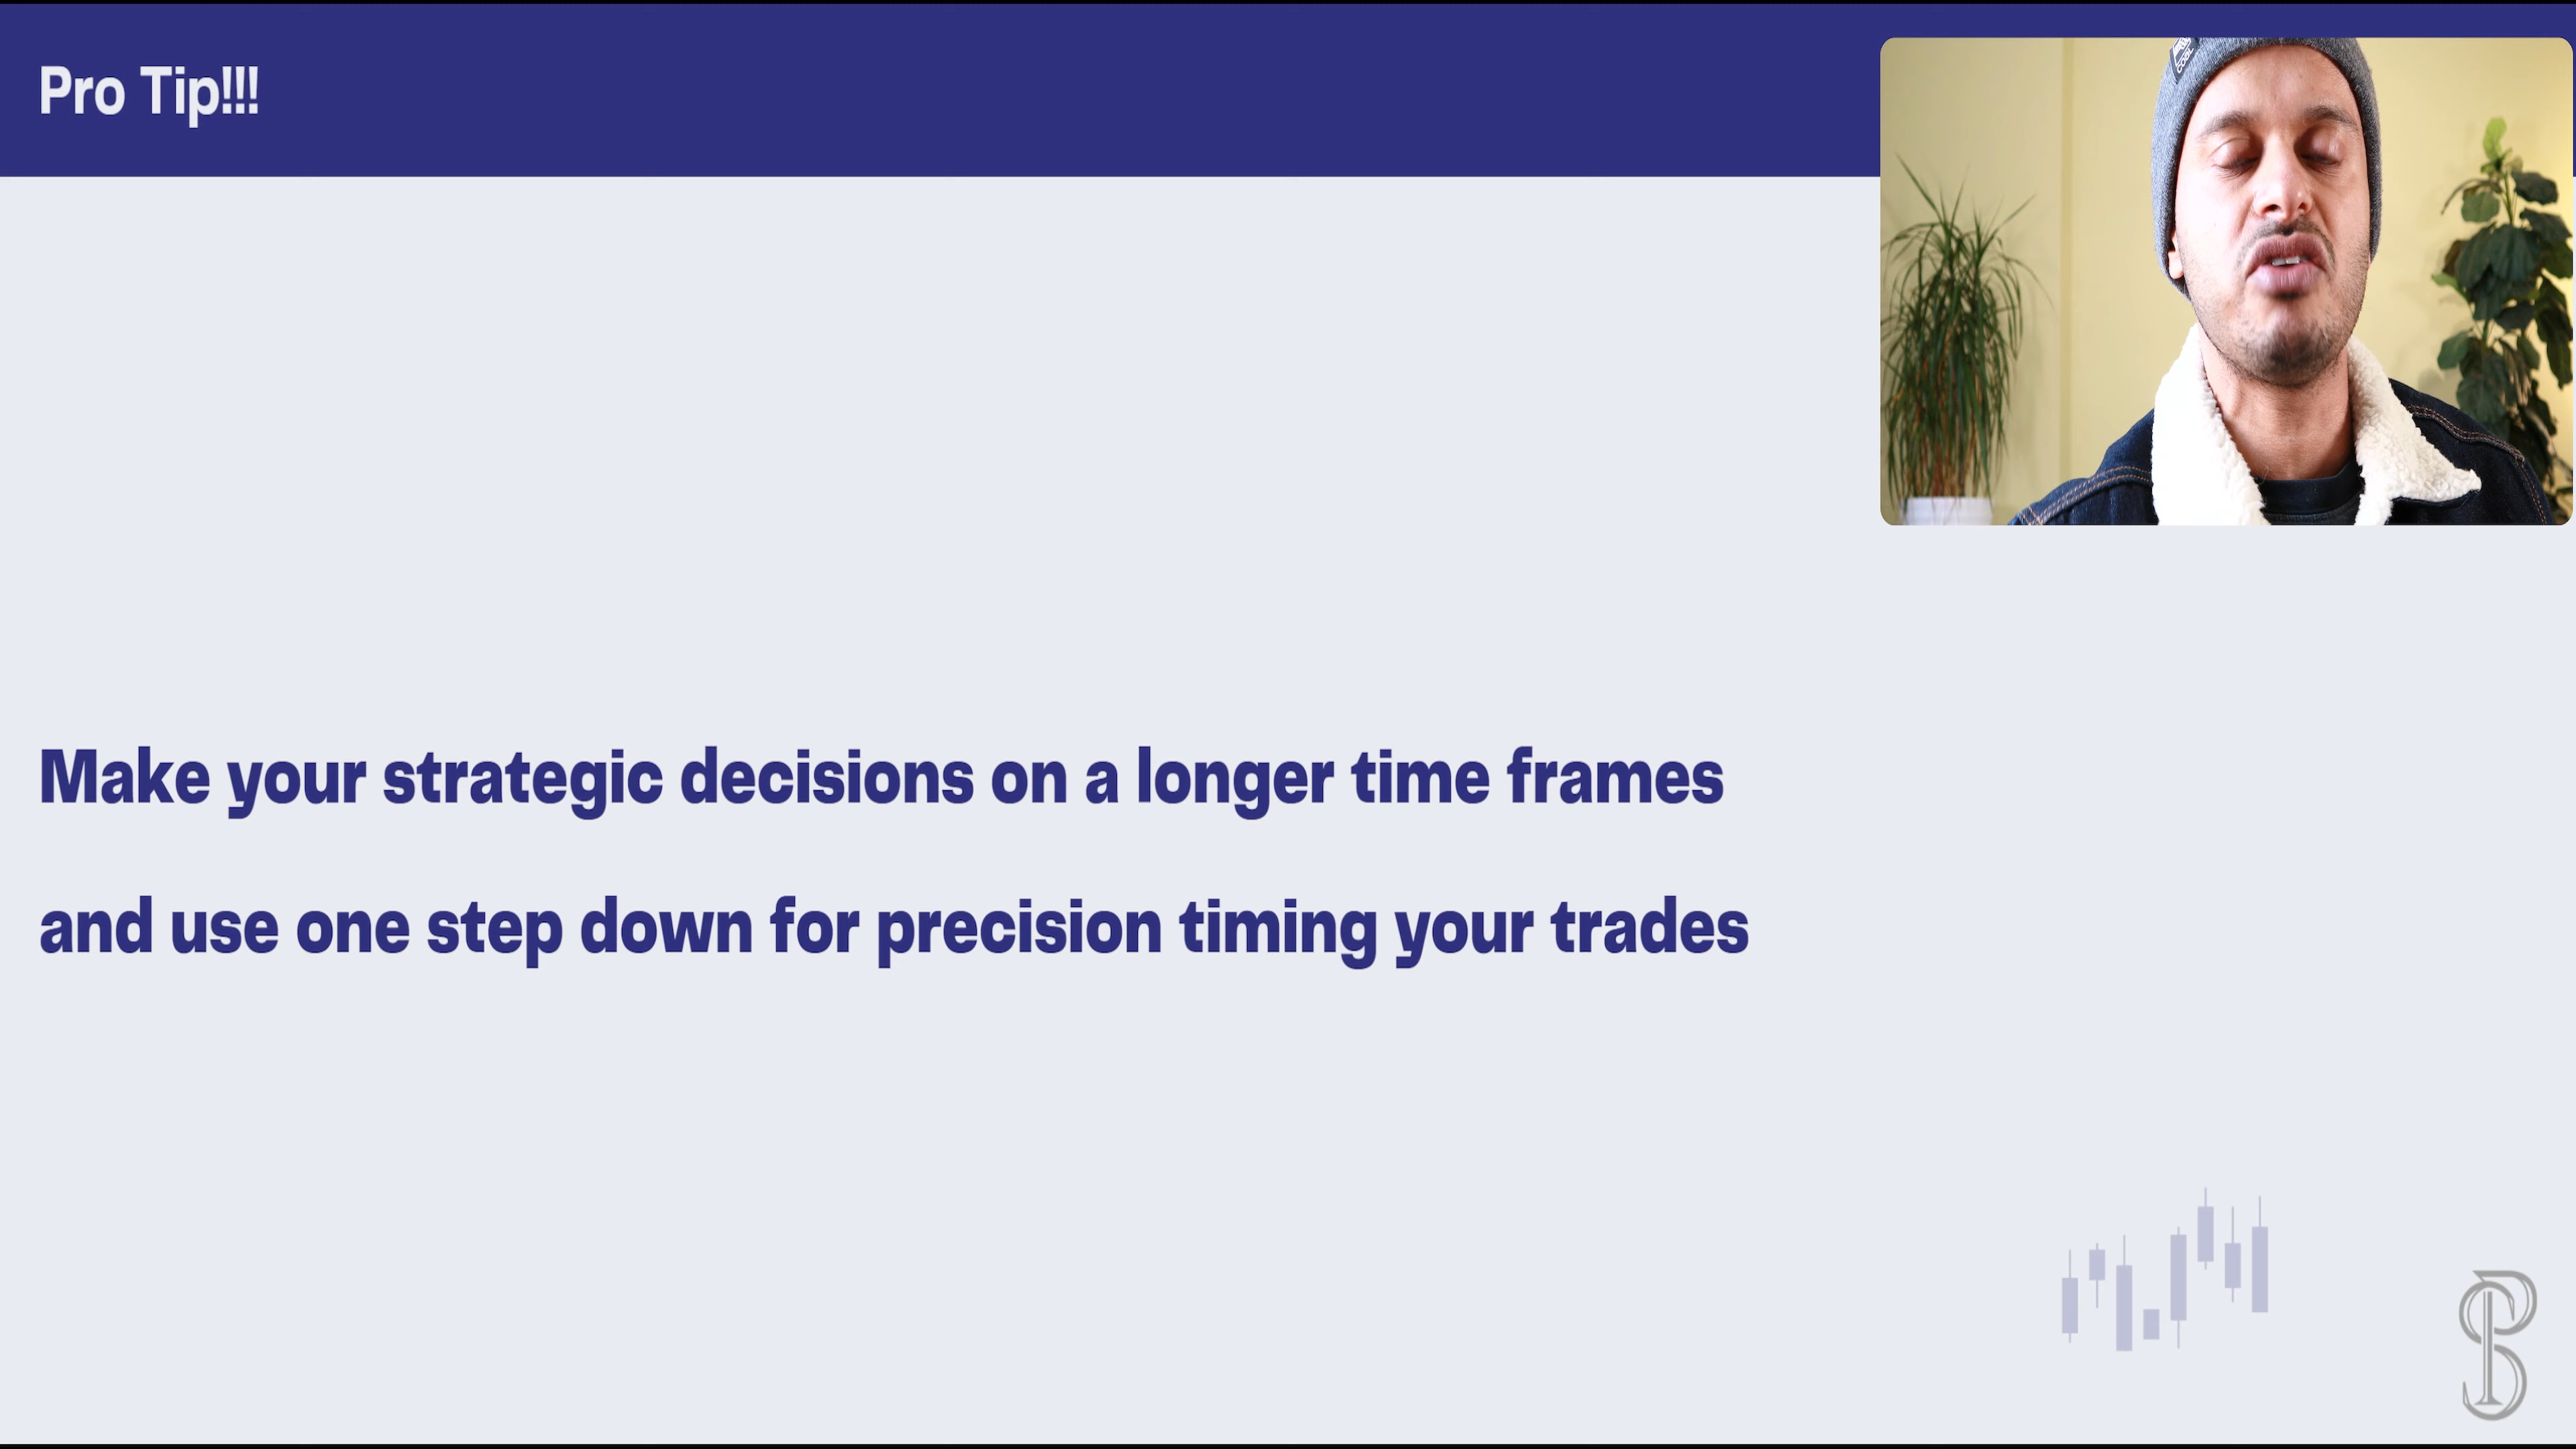 Pro Tip!!!
COAL
Make your strategic decisions on a longer time frames
and use one step down for precision timing your trades